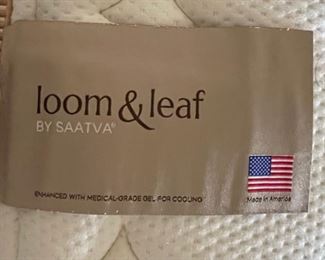 loom & leaf
BY SAATVA®
ENHANCED WITH MEDICAL-GRADE GEL FOR COOLING
Made in America